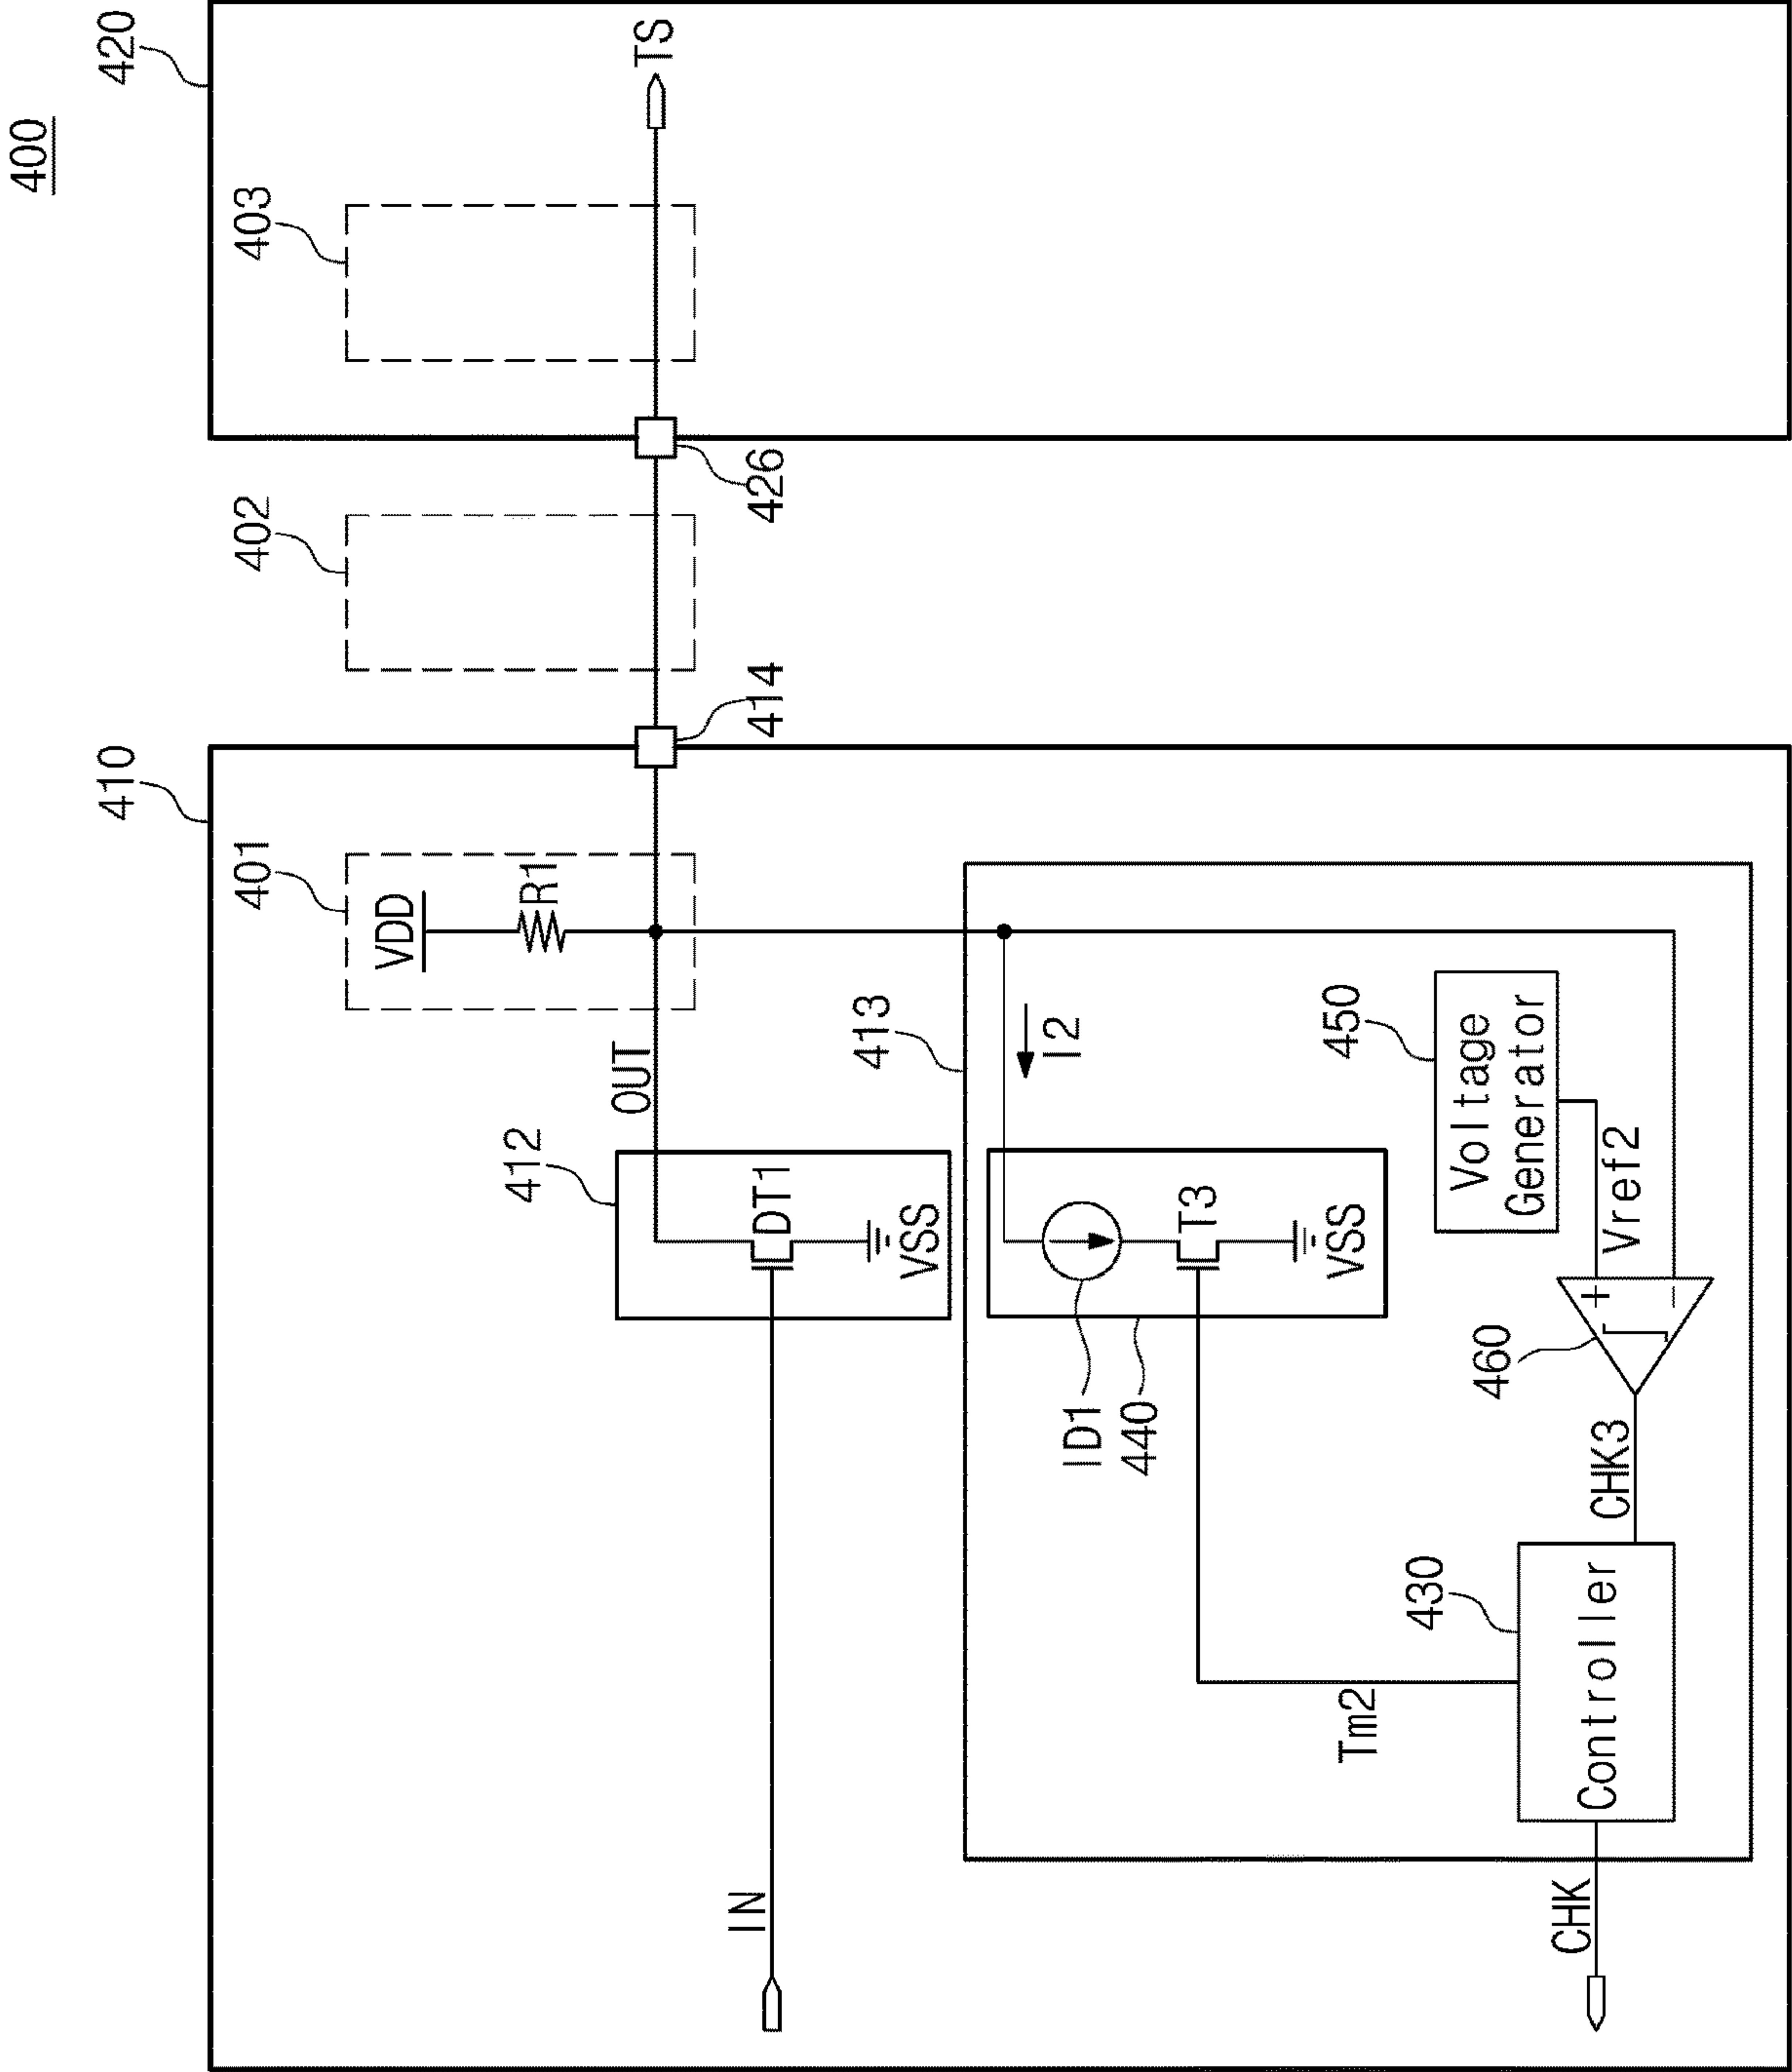 400
410
420
401
VDD
R1
402
403
OUT
414
426
TS
412
DT1
VSS
IN
413
I2
ID1
440
T3
VSS
450
Voltage
Generator
Vref2
460
+
-
Tm2
430
Controller
CHK3
CHK